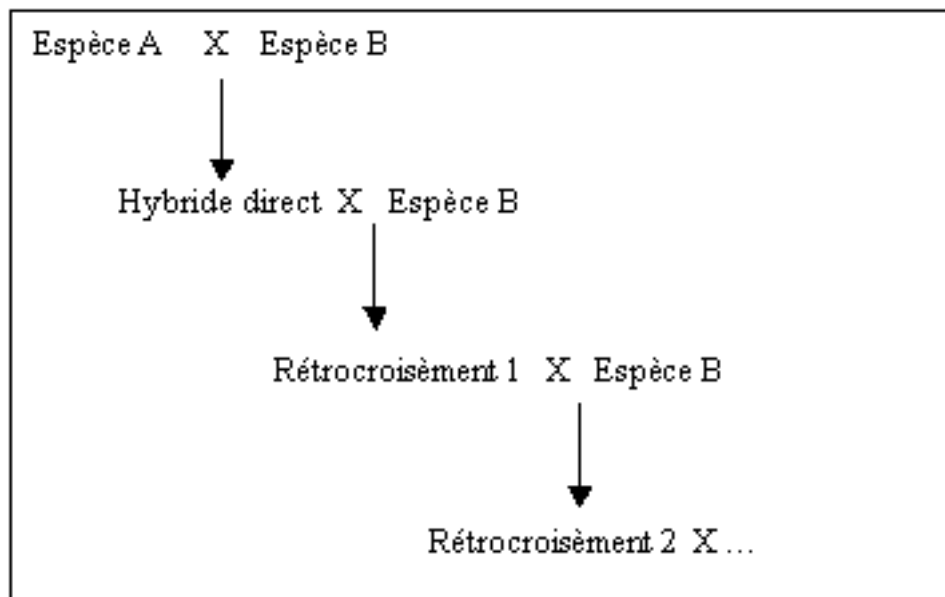 Espèce A X Espèce B
Hybride direct X Espèce B
Rétrocroisèment 1 X Espèce B
Rétrocroisèment 2 X ...